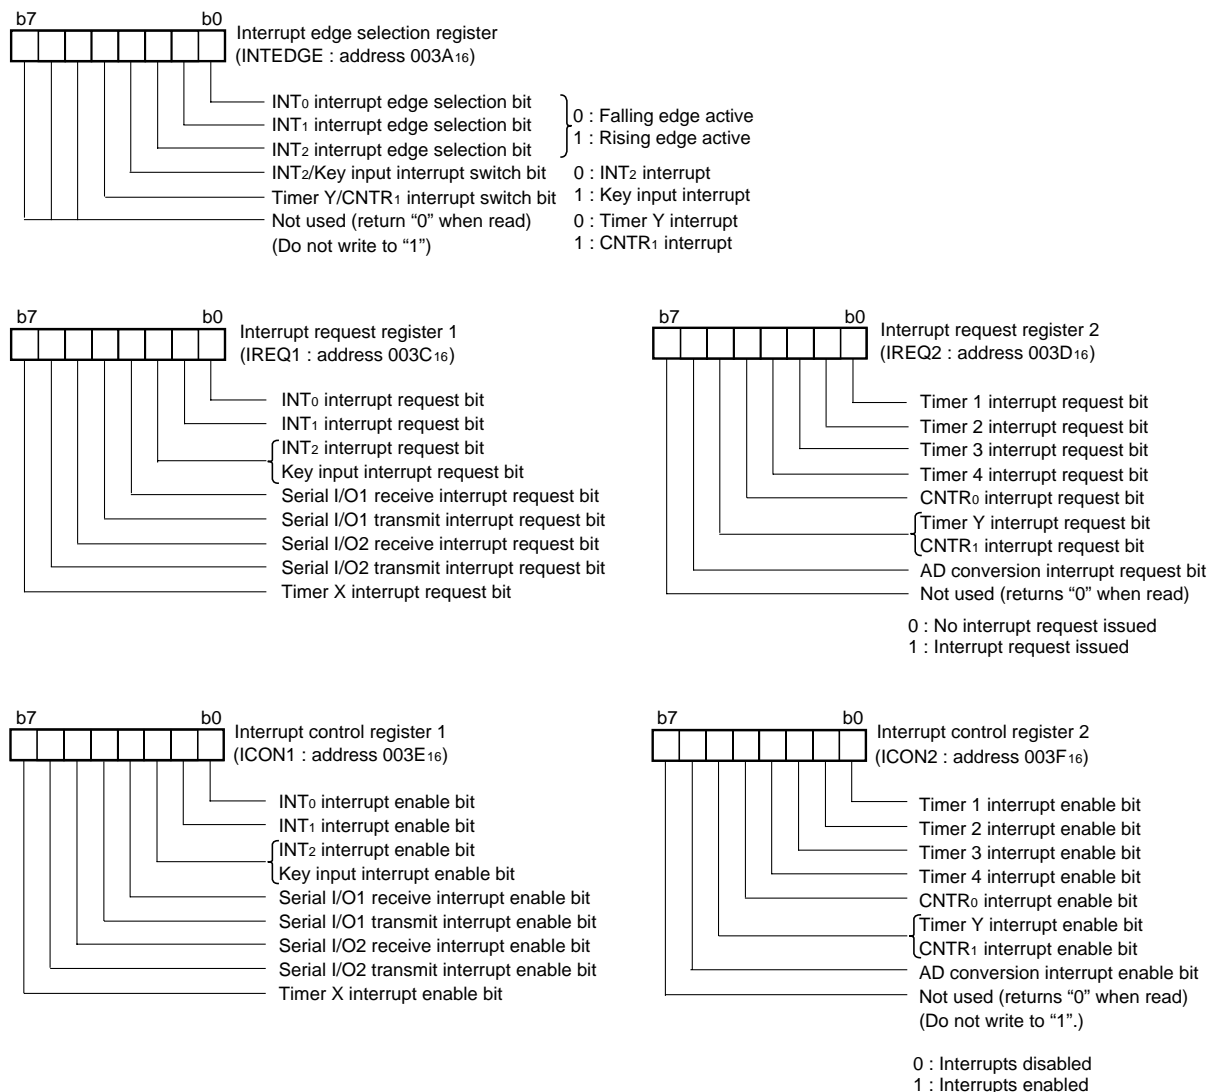 b7 b0
Interrupt edge selection register
(INTEDGE : address 003A16)
INT0 interrupt edge selection bit
INT1 interrupt edge selection bit
INT2 interrupt edge selection bit
0 : Falling edge active
1 : Rising edge active
INT2/Key input interrupt switch bit
0 : INT2 interrupt
1 : Key input interrupt
Timer Y/CNTR1 interrupt switch bit
0 : Timer Y interrupt
1 : CNTR1 interrupt
Not used (return “0” when read)
(Do not write to “1”)
b7 b0
Interrupt request register 1
(IREQ1 : address 003C16)
INT0 interrupt request bit
INT1 interrupt request bit
INT2 interrupt request bit
Key input interrupt request bit
Serial I/O1 receive interrupt request bit
Serial I/O1 transmit interrupt request bit
Serial I/O2 receive interrupt request bit
Serial I/O2 transmit interrupt request bit
Timer X interrupt request bit
b7 b0
Interrupt request register 2
(IREQ2 : address 003D16)
Timer 1 interrupt request bit
Timer 2 interrupt request bit
Timer 3 interrupt request bit
Timer 4 interrupt request bit
CNTR0 interrupt request bit
Timer Y interrupt request bit
CNTR1 interrupt request bit
AD conversion interrupt request bit
Not used (returns “0” when read)
0 : No interrupt request issued
1 : Interrupt request issued
b7 b0
Interrupt control register 1
(ICON1 : address 003E16)
INT0 interrupt enable bit
INT1 interrupt enable bit
INT2 interrupt enable bit
Key input interrupt enable bit
Serial I/O1 receive interrupt enable bit
Serial I/O1 transmit interrupt enable bit
Serial I/O2 receive interrupt enable bit
Serial I/O2 transmit interrupt enable bit
Timer X interrupt enable bit
b7 b0
Interrupt control register 2
(ICON2 : address 003F16)
Timer 1 interrupt enable bit
Timer 2 interrupt enable bit
Timer 3 interrupt enable bit
Timer 4 interrupt enable bit
CNTR0 interrupt enable bit
Timer Y interrupt enable bit
CNTR1 interrupt enable bit
AD conversion interrupt enable bit
Not used (returns “0” when read)
(Do not write to “1”.)
0 : Interrupts disabled
1 : Interrupts enabled